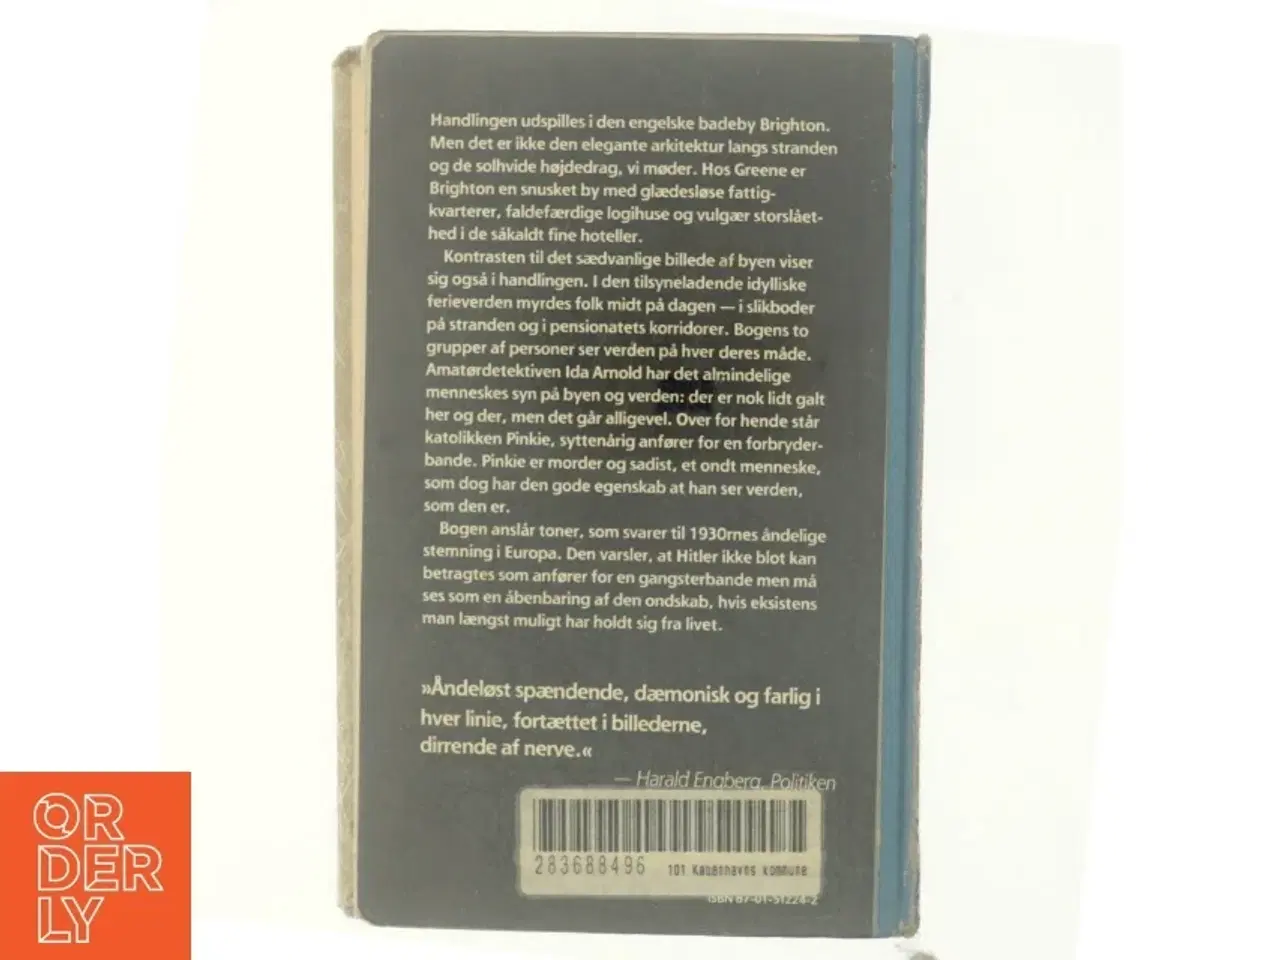 Handlingen udspilles i den engelske badeby Brighton.
Men det er ikke den elegante arkitektur langs stranden
og de solhvide højdedrag, vi møder. Hos Greene er
Brighton en snusket by med glædesløse fattig-
kvarterer, faldefærdige logihuse og vulgær storslået-
hed i de såkaldt fine hoteller.
Kontrasten til det sædvanlige billede af byen viser
sig også i handlingen. I den tilsyneladende idylliske
ferieverden myrdes folk midt på dagen — i slikboder
på stranden og i pensionatets korridorer. Bogens to
grupper af personer ser verden på hver deres måde.
Amatørdetektiven Ida Arnold har det almindelige
menneskes syn på byen og verden: der er nok lidt galt
her og der, men det går alligevel. Over for hende står
katolikken Pinkie, syttenårig anfører for en forbryder-
bande. Pinkie er morder og sadist, et ondt menneske,
som dog har den gode egenskab at han ser verden,
som den er.
Bogen anslår toner, som svarer til 1930rnes åndelige
stemning i Europa. Den varsler, at Hitler ikke blot kan
betragtes som anfører for en gangsterbande men må
ses som en åbenbaring af den ondskab, hvis eksistens
man længst muligt har holdt sig fra livet.
»Åndeløst spændende, dæmonisk og farlig i
hver linie, fortættet i billederne,
dirrende af nerve.«
— Harald Engberg, Politiken
283688496 101 Københavns kommune
ISBN 87-01-51224-2
OR
DER
LY